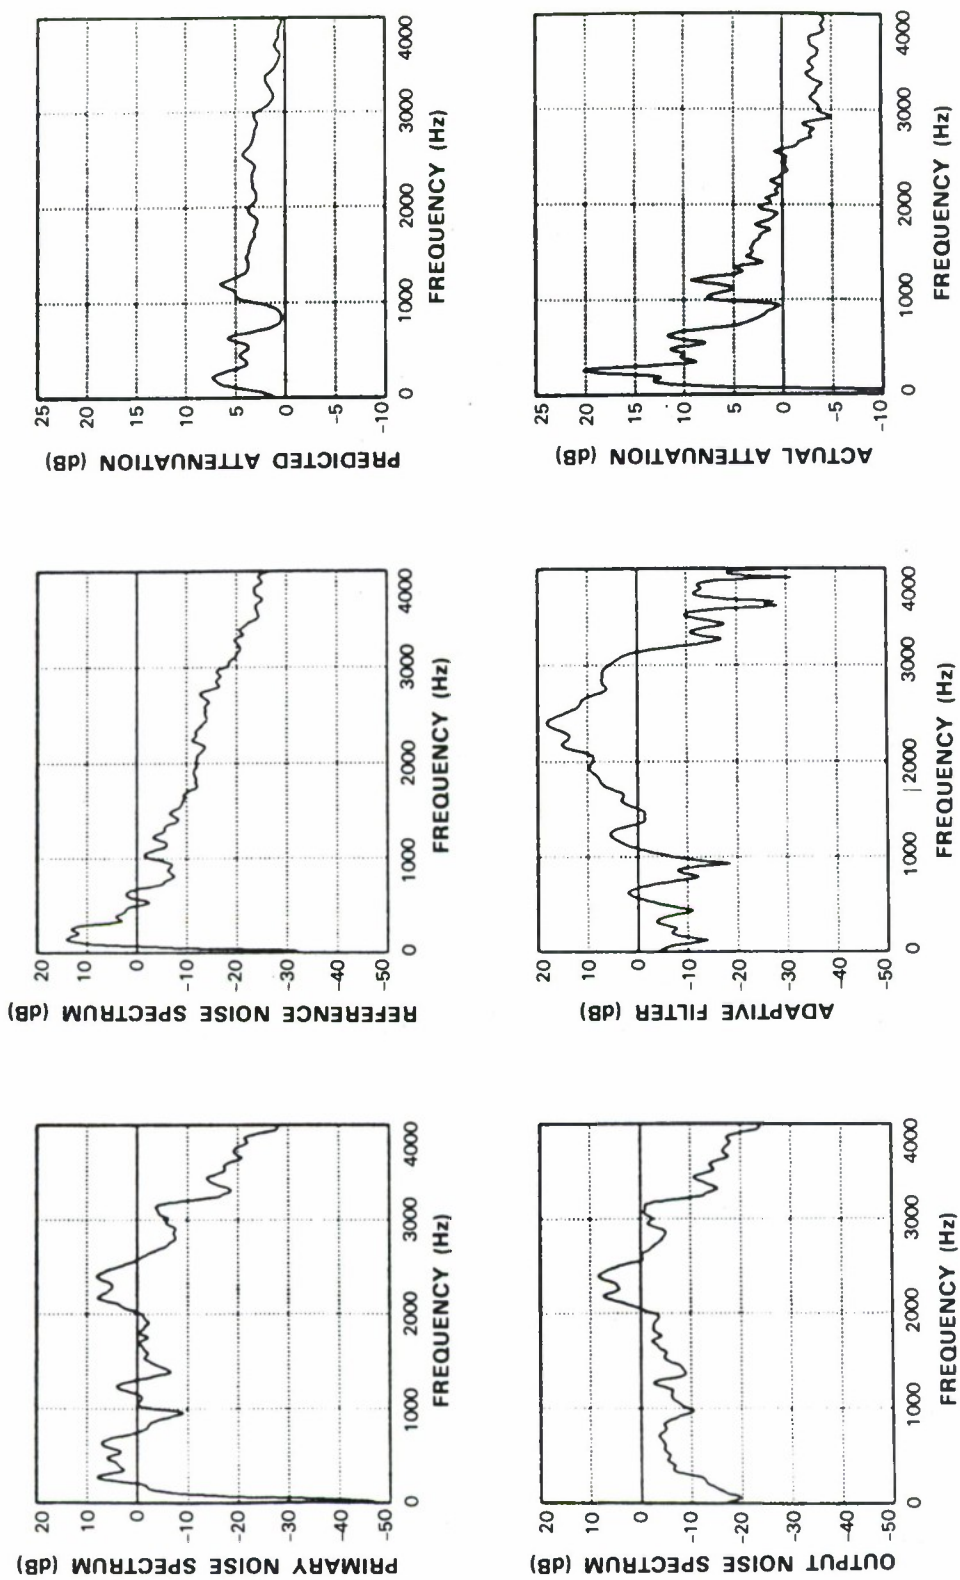 PRIMARY NOISE SPECTRUM (dB)
20
10
0
-10
-20
-30
-40
-50
0 1000 2000 3000 4000
FREQUENCY (Hz)
REFERENCE NOISE SPECTRUM (dB)
20
10
0
-10
-20
-30
-40
-50
0 1000 2000 3000 4000
FREQUENCY (Hz)
PREDICTED ATTENUATION (dB)
25
20
15
10
5
0
-5
-10
0 1000 2000 3000 4000
FREQUENCY (Hz)
OUTPUT NOISE SPECTRUM (dB)
20
10
0
-10
-20
-30
-40
-50
0 1000 2000 3000 4000
FREQUENCY (Hz)
ADAPTIVE FILTER (dB)
20
10
0
-10
-20
-30
-40
-50
0 1000 2000 3000 4000
FREQUENCY (Hz)
ACTUAL ATTENUATION (dB)
25
20
15
10
5
0
-5
-10
0 1000 2000 3000 4000
FREQUENCY (Hz)